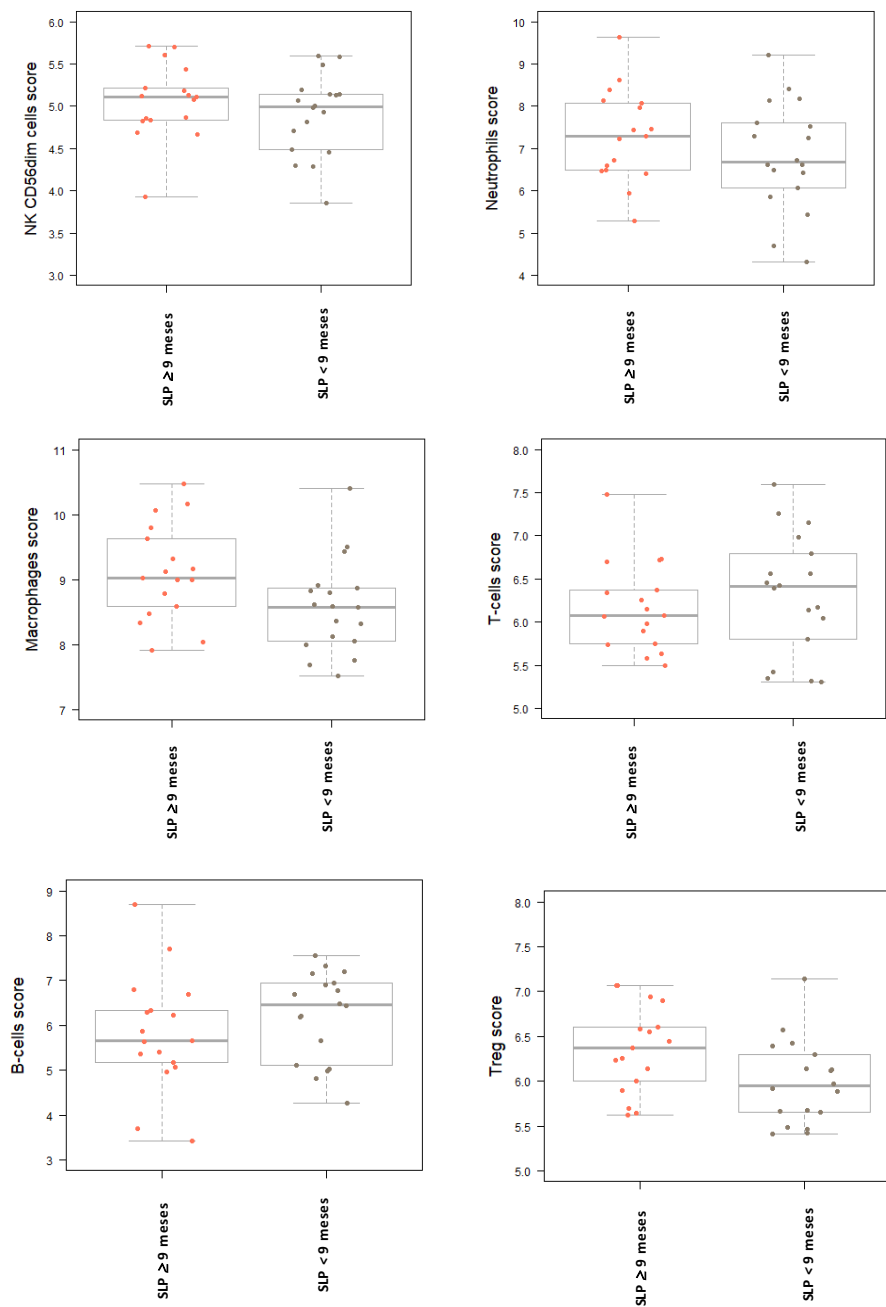 NK CD56dim cells score
6.0
5.5
5.0
4.5
4.0
3.5
3.0
SLP ≥ 9 meses
SLP < 9 meses
Neutrophils score
10
9
8
7
6
5
4
SLP ≥ 9 meses
SLP < 9 meses
Macrophages score
11
10
9
8
7
SLP ≥ 9 meses
SLP < 9 meses
T-cells score
8.0
7.5
7.0
6.5
6.0
5.5
5.0
SLP ≥ 9 meses
SLP < 9 meses
B-cells score
9
8
7
6
5
4
3
SLP ≥ 9 meses
SLP < 9 meses
Treg score
8.0
7.5
7.0
6.5
6.0
5.5
5.0
SLP ≥ 9 meses
SLP < 9 meses